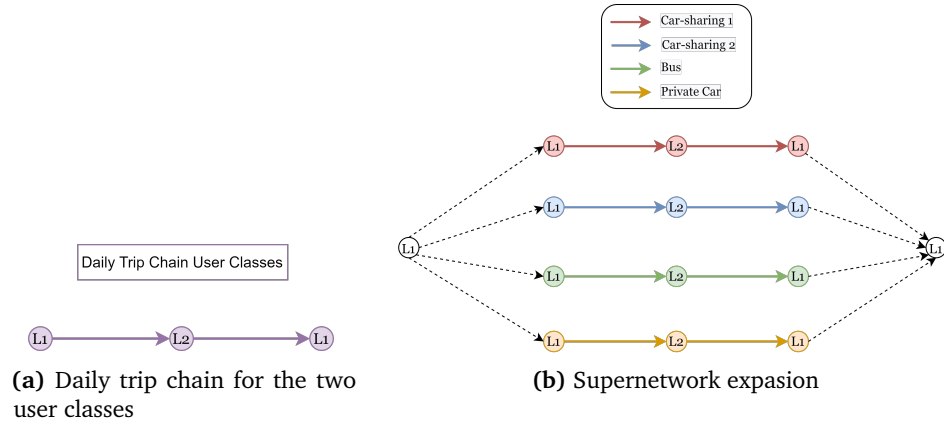 Car-sharing 1
Car-sharing 2
Bus
Private Car
Daily Trip Chain User Classes
L1 L2 L1
(a) Daily trip chain for the two
user classes
L1 L2 L1
L1 L2 L1
L1 L1
L1 L2 L1
L1 L2 L1
(b) Supernetwork expasion